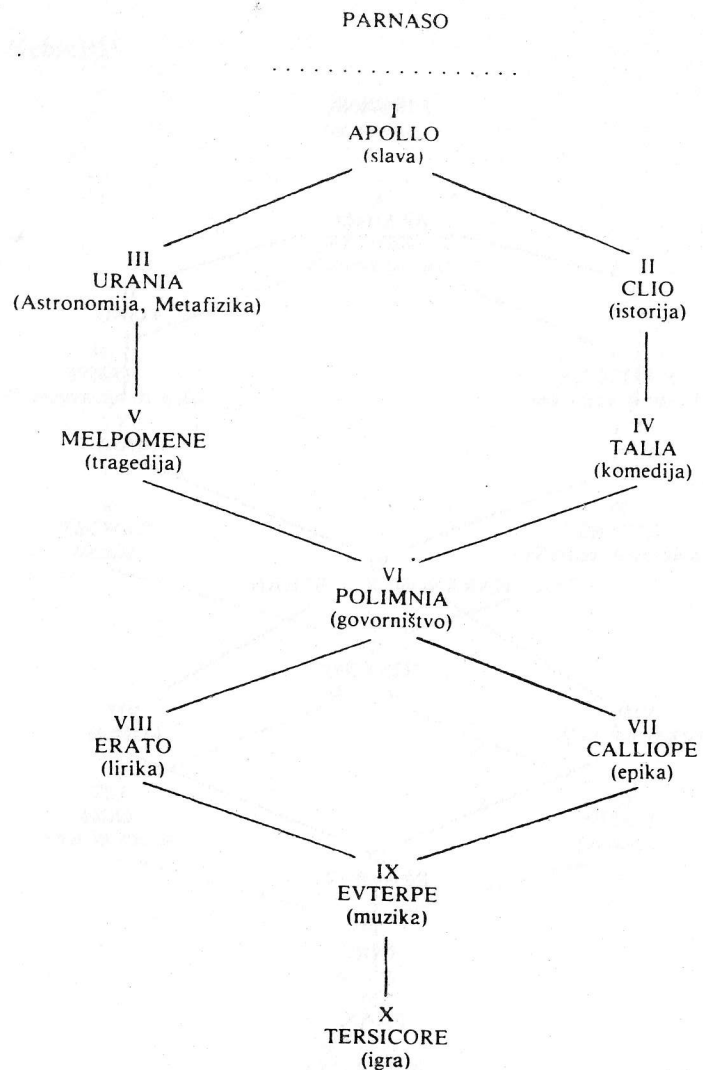 PARNASO
. . . . . . . . . . . . . . . . . .
I
APOLLO
(slava)
III
URANIA
(Astronomija, Metafizika)
II
CLIO
(istorija)
V
MELPOMENE
(tragedija)
IV
TALIA
(komedija)
VI
POLIMNIA
(govorništvo)
VIII
ERATO
(lirika)
VII
CALLIOPE
(epika)
IX
EVTERPE
(muzika)
X
TERSICORE
(igra)